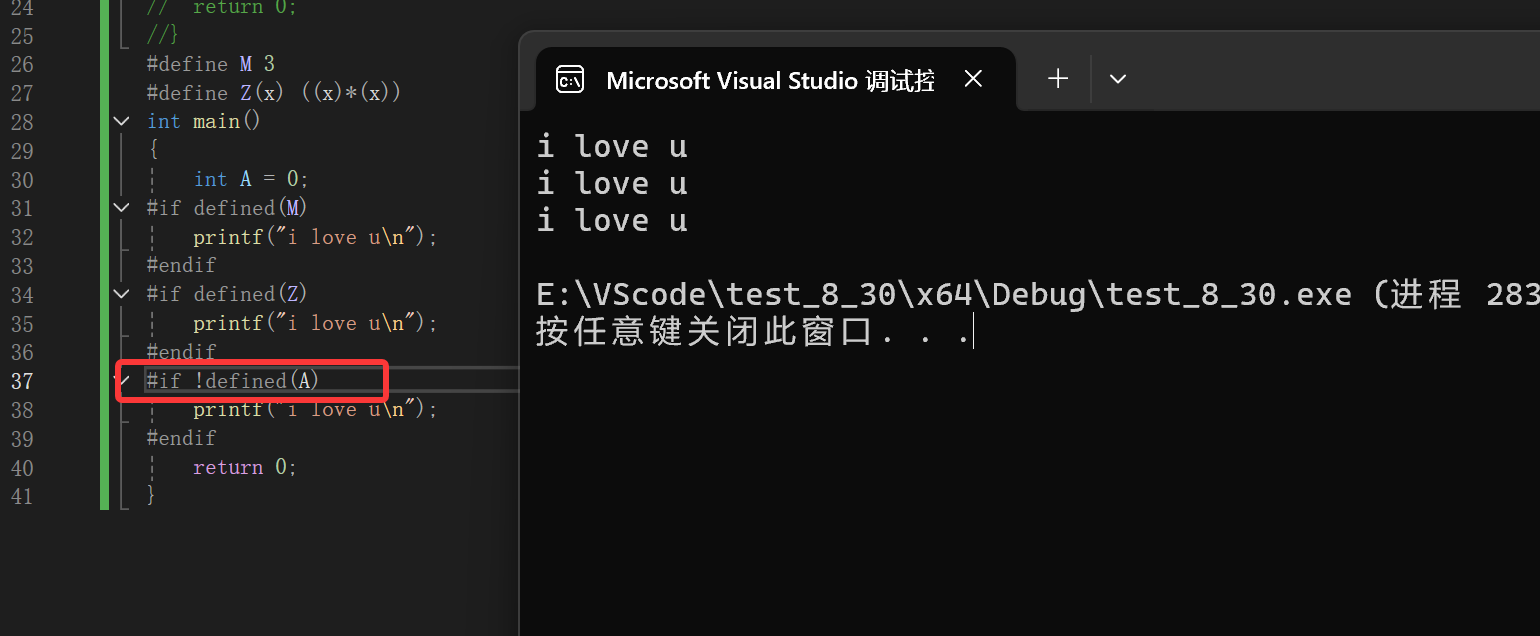 24 // return 0;
25 //}
26 #define M 3
27 #define Z(x) ((x)*(x))
28 int main()
29 {
30 int A = 0;
31 #if defined(M)
32 printf("i love u\n");
33 #endif
34 #if defined(Z)
35 printf("i love u\n");
36 #endif
37 #if !defined(A)
38 printf("i love u\n");
39 #endif
40 return 0;
41 }
Microsoft Visual Studio 调试控
i love u
i love u
i love u
E:\VScode\test_8_30\x64\Debug\test_8_30.exe (进程 283
按任意键关闭此窗口. . .